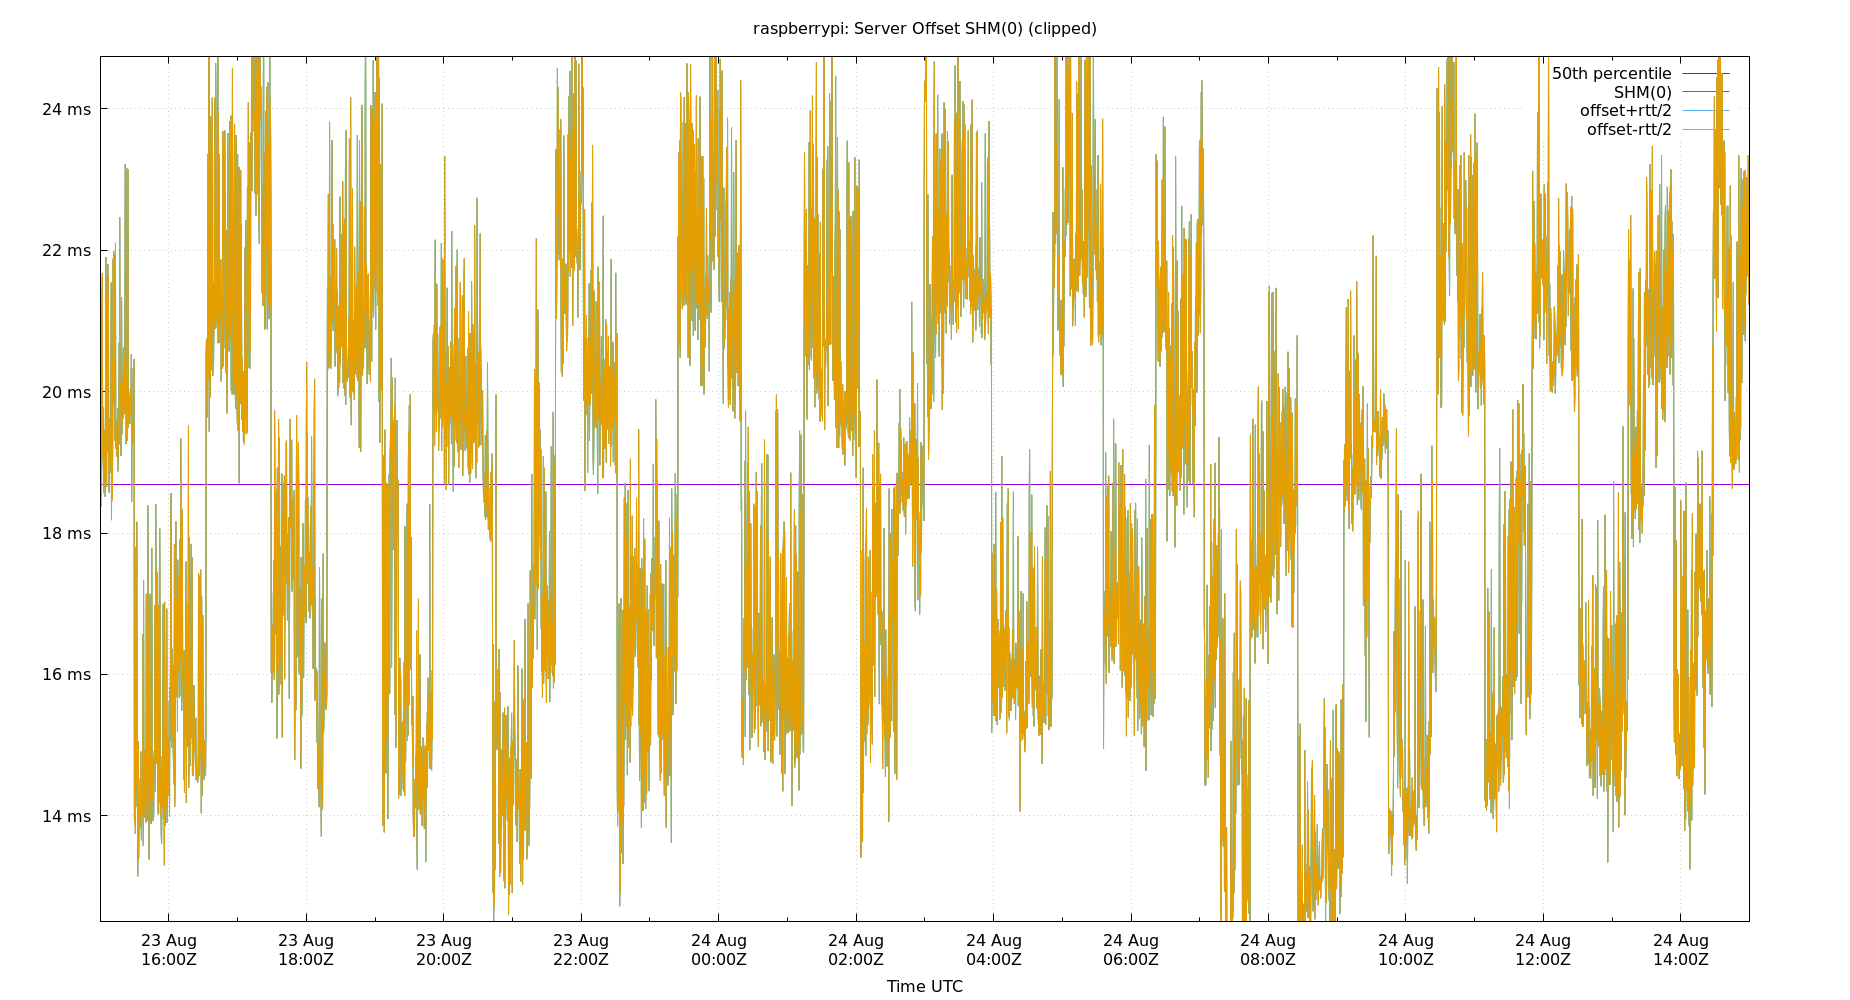 raspberrypi: Server Offset SHM(0) (clipped)
50th percentile
SHM(0)
offset+rtt/2
offset-rtt/2
24 ms
22 ms
20 ms
18 ms
16 ms
14 ms
23 Aug 23 Aug 23 Aug 23 Aug 24 Aug 24 Aug 24 Aug 24 Aug 24 Aug 24 Aug 24 Aug 24 Aug
16:00Z 18:00Z 20:00Z 22:00Z 00:00Z 02:00Z 04:00Z 06:00Z 08:00Z 10:00Z 12:00Z 14:00Z
Time UTC